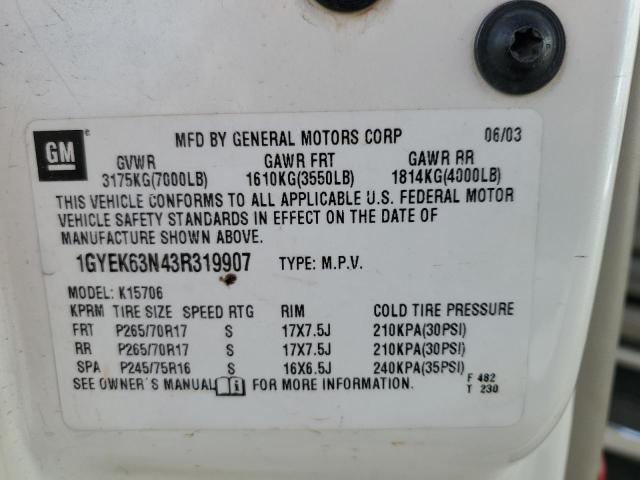 GM
MFD BY GENERAL MOTORS CORP 06/03
GVWR GAWR FRT GAWR RR
3175KG(7000LB) 1610KG(3550LB) 1814KG(4000LB)
THIS VEHICLE CONFORMS TO ALL APPLICABLE U.S. FEDERAL MOTOR
VEHICLE SAFETY STANDARDS IN EFFECT ON THE DATE OF
MANUFACTURE SHOWN ABOVE.
1GYEK63N43R319907 TYPE: M.P.V.
MODEL: K15706
KPRM TIRE SIZE SPEED RTG RIM COLD TIRE PRESSURE
FRT P265/70R17 S 17X7.5J 210KPA(30PSI)
RR P265/70R17 S 17X7.5J 210KPA(30PSI)
SPA P245/75R16 S 16X6.5J 240KPA(35PSI)
SEE OWNER'S MANUAL i FOR MORE INFORMATION. F 482
T 230